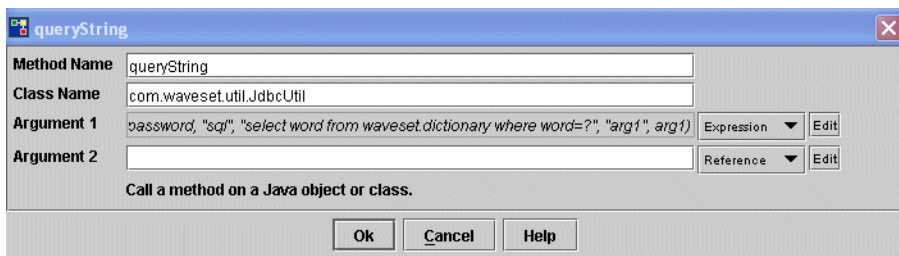 queryString
Method Name queryString
Class Name com.waveset.util.JdbcUtil
Argument 1 password, "sql", "select word from waveset.dictionary where word=?", "arg1", arg1) Expression Edit
Argument 2 Reference Edit
Call a method on a Java object or class.
Ok Cancel Help